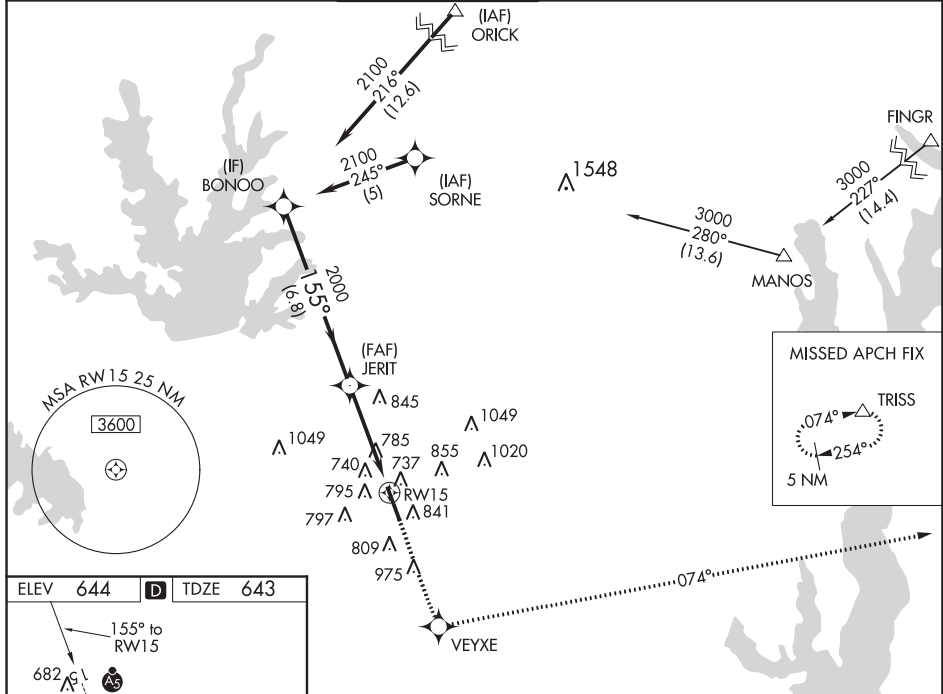 (IAF)
ORICK
2100
216°
(12.6)
FINGR
3000
227°
(14.4)
(IF)
BONOO
2100
245°
(5)
(IAF)
SORNE
1548
3000
280°
(13.6)
MANOS
2000
155°
(6.8)
(FAF)
JERIT
MISSED APCH FIX
TRISS
074°
254°
5 NM
MSA RW15 25 NM
3600
845
1049
1049
785
855
1020
740
737
795
RW15
797
841
809
975
074°
VEYXE
ELEV 644 D TDZE 643
155° to
RW15
682
15
A5